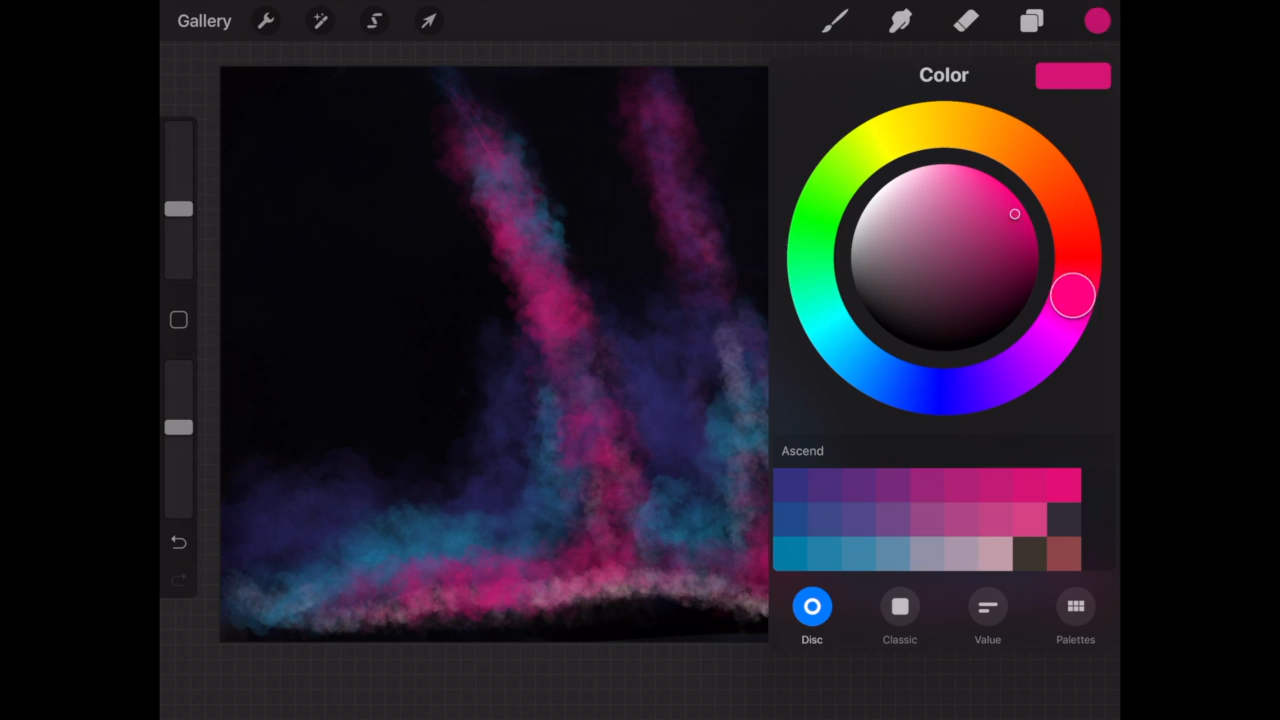 Gallery
Color
Ascend
Disc
Classic
Value
Palettes